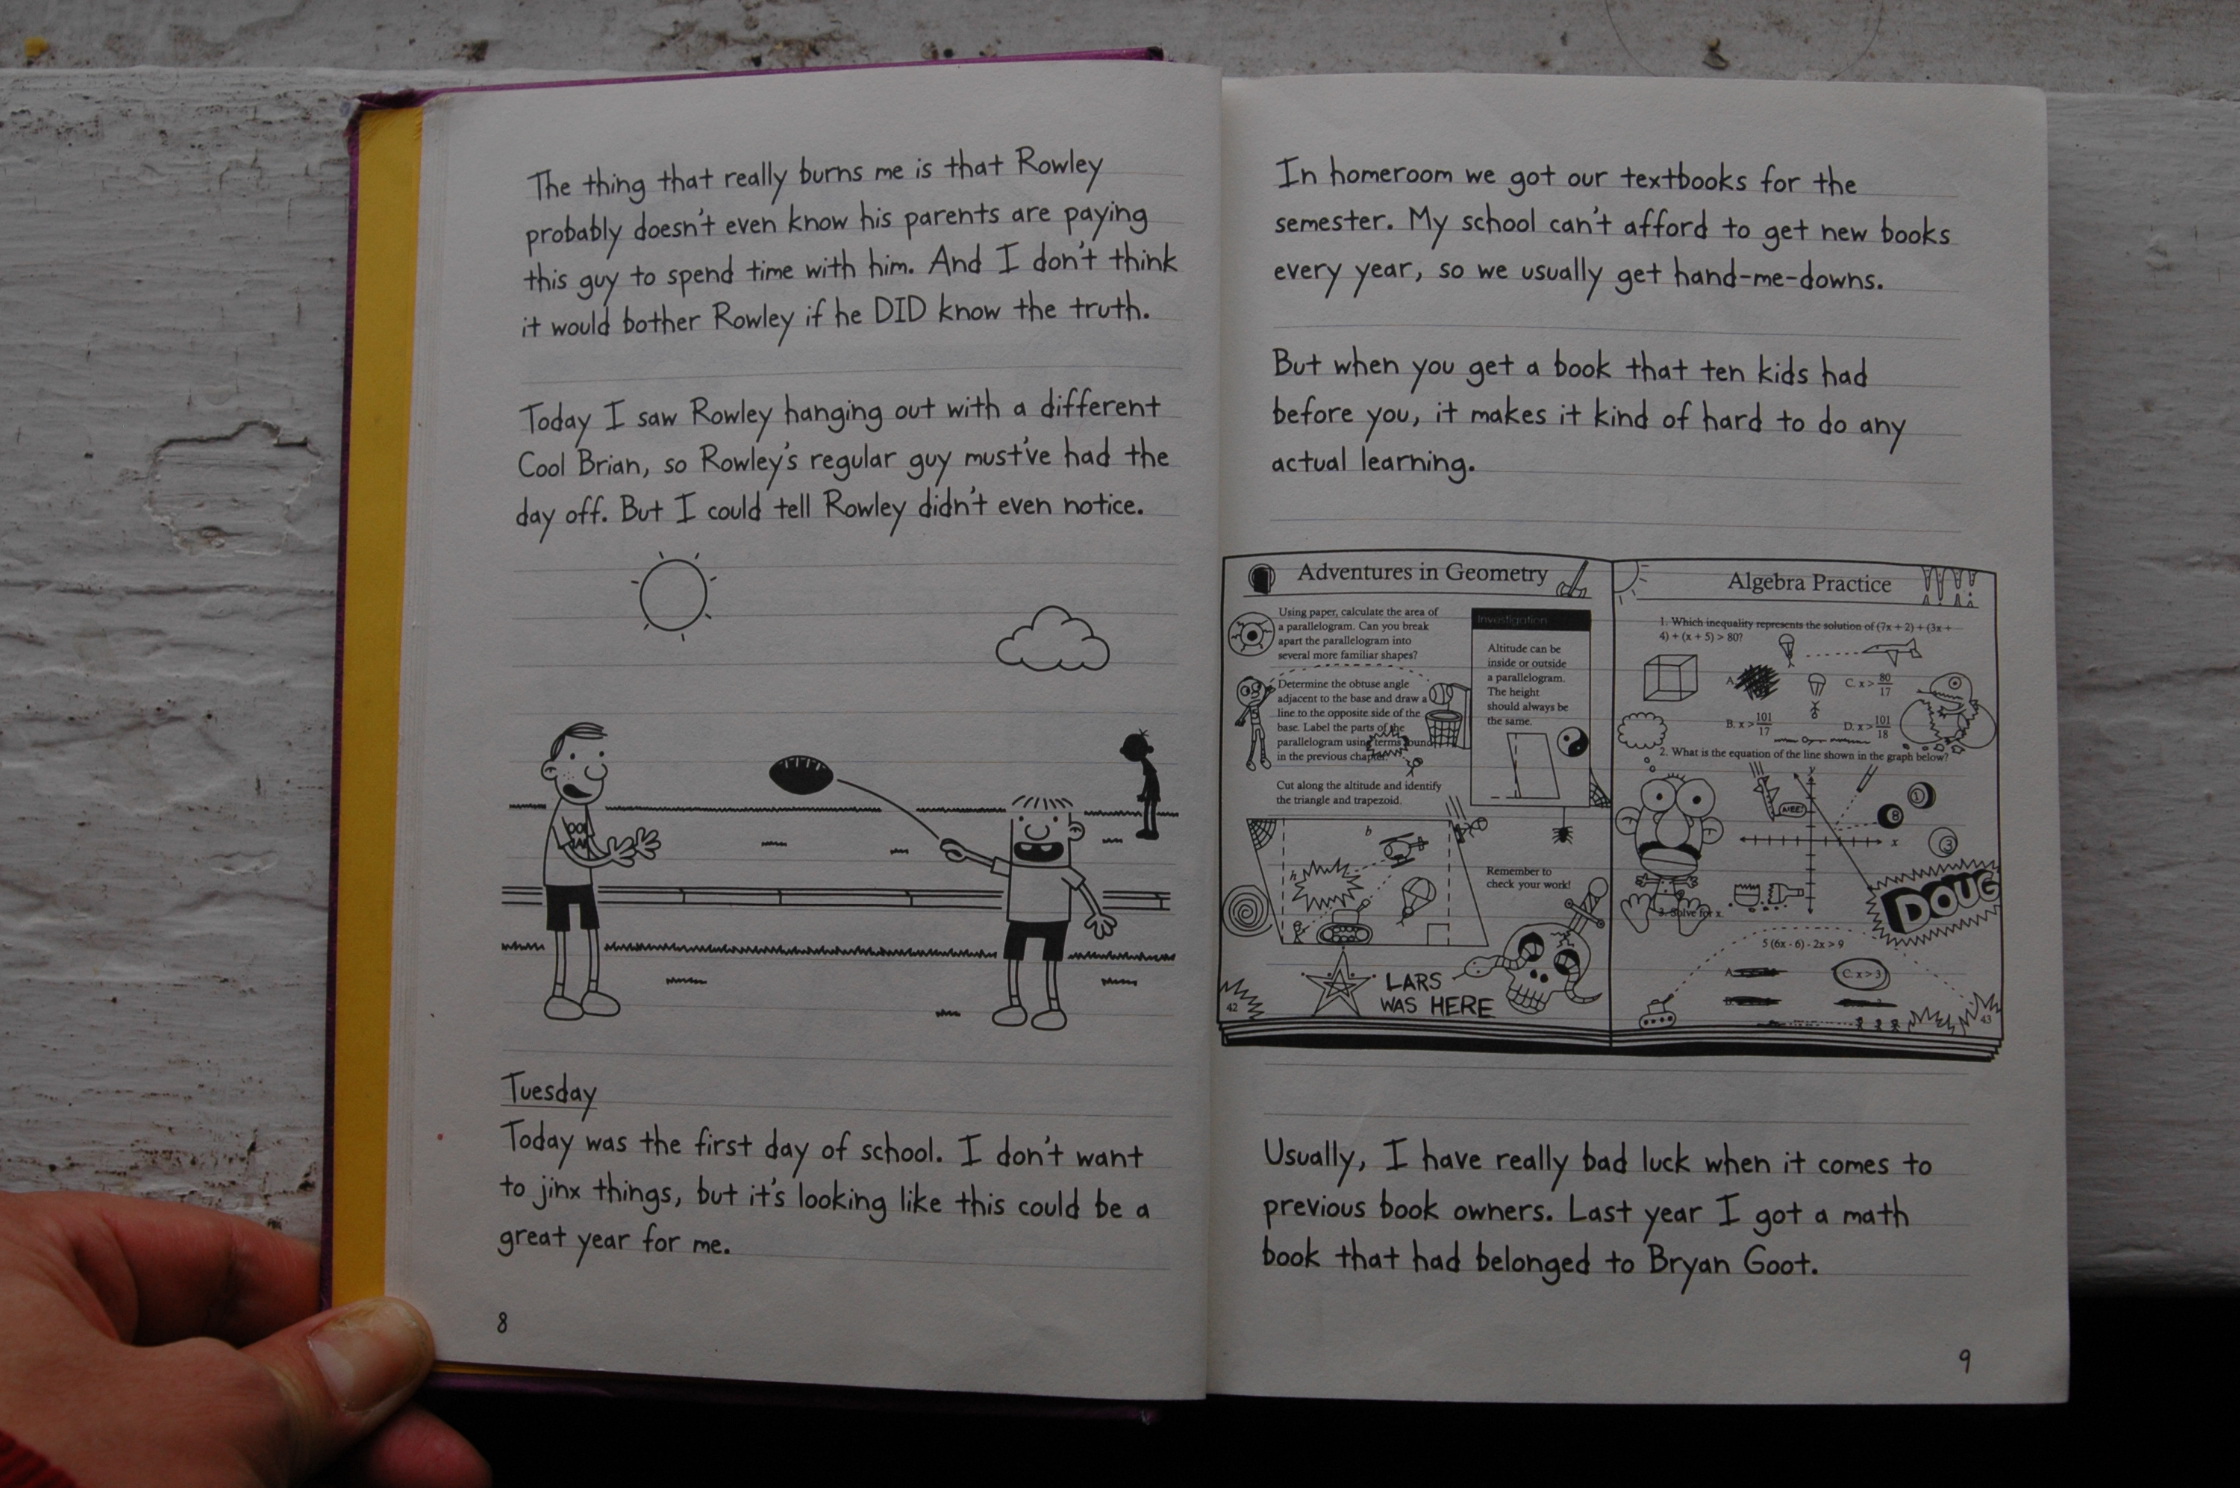 The thing that really burns me is that Rowley
probably doesn't even know his parents are paying
this guy to spend time with him. And I don't think
it would bother Rowley if he DID know the truth.
Today I saw Rowley hanging out with a different
Cool Brian, so Rowley's regular guy must've had the
day off. But I could tell Rowley didn't even notice.
Tuesday
Today was the first day of school. I don't want
to jinx things, but it's looking like this could be a
great year for me.
8
In homeroom we got our textbooks for the
semester. My school can't afford to get new books
every year, so we usually get hand-me-downs.
But when you get a book that ten kids had
before you, it makes it kind of hard to do any
actual learning.
Adventures in Geometry
Using paper, calculate the area of
a parallelogram. Can you break
apart the parallelogram into
several more familiar shapes?
Determine the obtuse angle
adjacent to the base and draw a
line to the opposite side of the
base. Label the parts of the
parallelogram using terms found
in the previous chapter.
Cut along the altitude and identify
the triangle and trapezoid.
Investigation
Altitude can be
inside or outside
a parallelogram.
The height
should always be
the same.
b
h
Remember to
check your work!
LARS
WAS HERE
42
Algebra Practice
1. Which inequality represents the solution of (7x + 2) + (3x +
4) + (x + 5) > 80?
A.
C. x > 80/17
B. x > 101/17
D. x > 101/18
2. What is the equation of the line shown in the graph below?
y
x
1
8
3
DOUG
3. Solve for x.
5 (6x - 6) - 2x > 9
A.
C. x > 3
43
Usually, I have really bad luck when it comes to
previous book owners. Last year I got a math
book that had belonged to Bryan Goot.
9